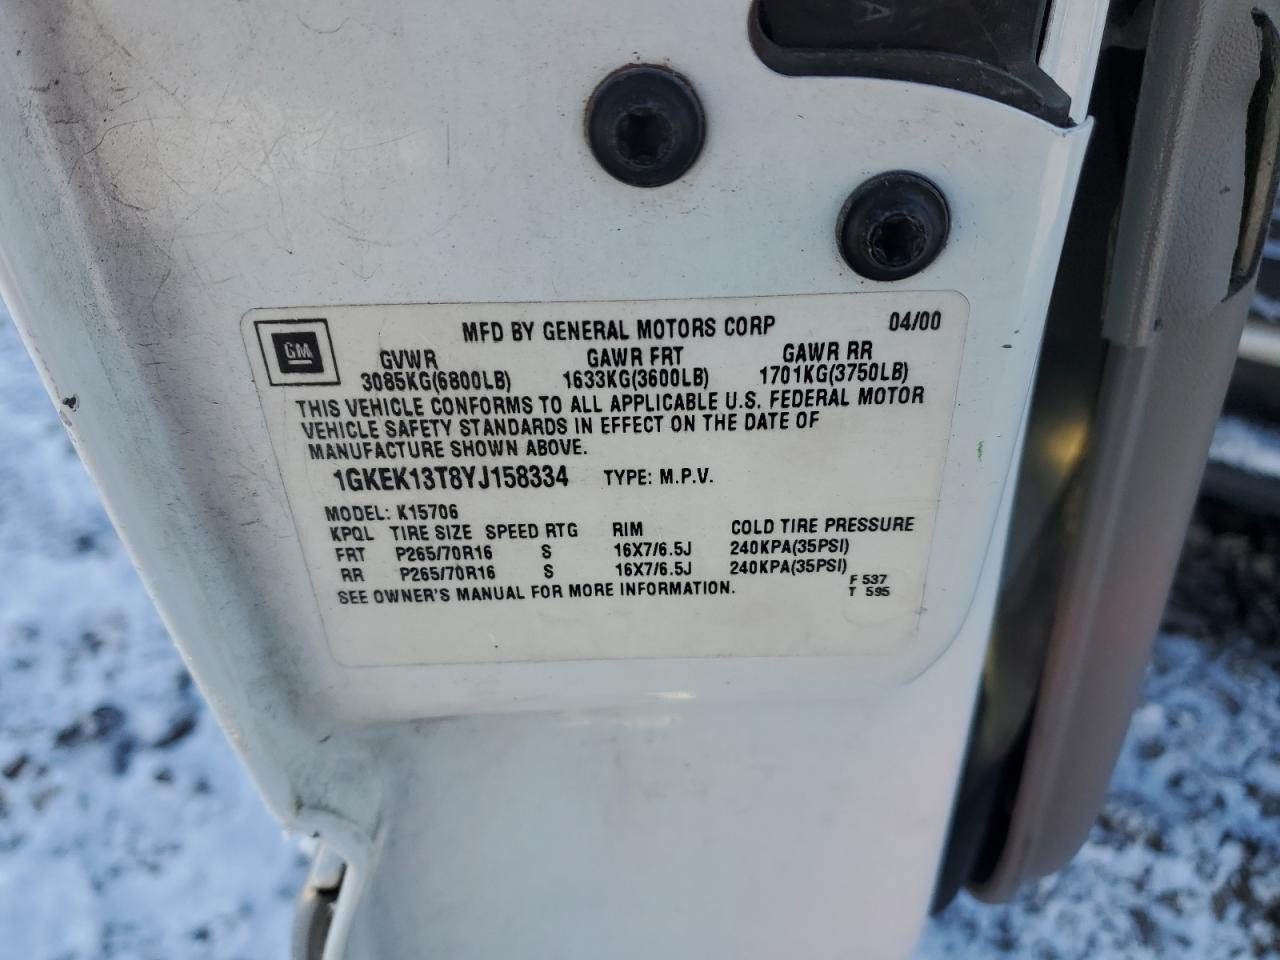 A
GM
MFD BY GENERAL MOTORS CORP 04/00
GVWR GAWR FRT GAWR RR
3085KG(6800LB) 1633KG(3600LB) 1701KG(3750LB)
THIS VEHICLE CONFORMS TO ALL APPLICABLE U.S. FEDERAL MOTOR
VEHICLE SAFETY STANDARDS IN EFFECT ON THE DATE OF
MANUFACTURE SHOWN ABOVE.
1GKEK13T8YJ158334 TYPE: M.P.V.
MODEL: K15706
KPQL TIRE SIZE SPEED RTG RIM COLD TIRE PRESSURE
FRT P265/70R16 S 16X7/6.5J 240KPA(35PSI)
RR P265/70R16 S 16X7/6.5J 240KPA(35PSI)
SEE OWNER'S MANUAL FOR MORE INFORMATION.
F 537
T 595